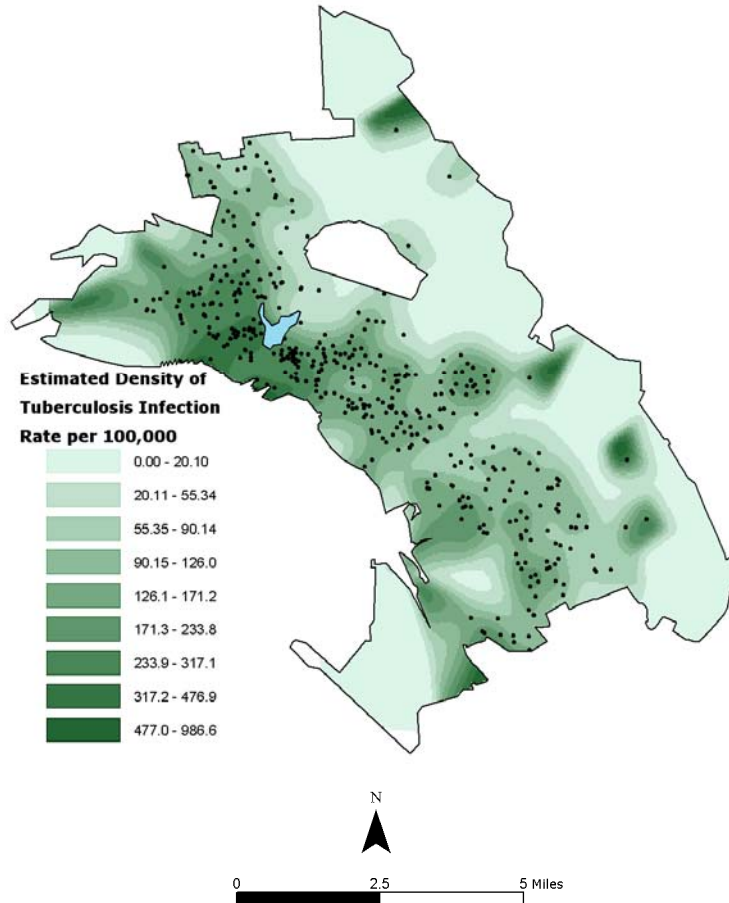 Estimated Density of
Tuberculosis Infection
Rate per 100,000
0.00 - 20.10
20.11 - 55.34
55.35 - 90.14
90.15 - 126.0
126.1 - 171.2
171.3 - 233.8
233.9 - 317.1
317.2 - 476.9
477.0 - 986.6
N
0 2.5 5 Miles